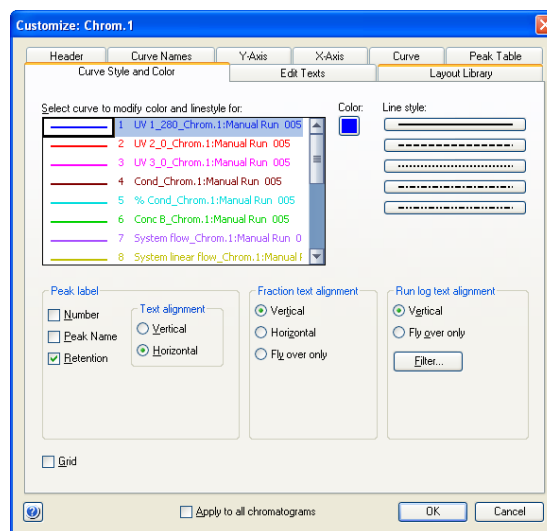 Customize: Chrom.1
Header Curve Names Y-Axis X-Axis Curve Peak Table
Curve Style and Color Edit Texts Layout Library
Select curve to modify color and linestyle for: Color: Line style:
1 UV 1_280_Chrom.1:Manual Run 005
2 UV 2_0_Chrom.1:Manual Run 005
3 UV 3_0_Chrom.1:Manual Run 005
4 Cond_Chrom.1:Manual Run 005
5 % Cond_Chrom.1:Manual Run 005
6 Conc B_Chrom.1:Manual Run 005
7 System flow_Chrom.1:Manual Run 0
8 System linear flow_Chrom.1:Manual F
Peak label Fraction text alignment Run log text alignment
Number Text alignment Vertical Vertical
Peak Name Vertical Horizontal Fly over only
Retention Horizontal Fly over only Filter...
Grid
Apply to all chromatograms OK Cancel